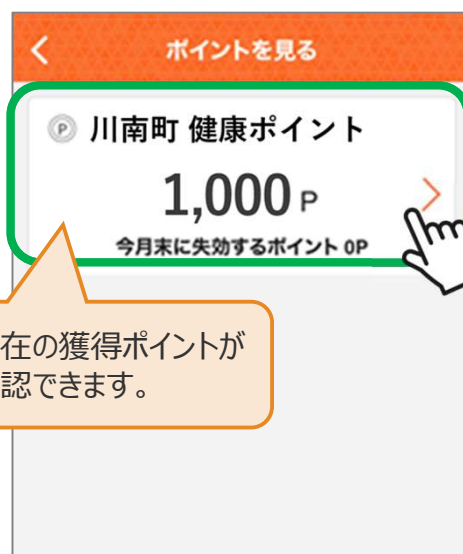 ポイントを見る
P 川南町 健康ポイント
1,000 P
今月末に失効するポイント 0P
在の獲得ポイントが
認できます。